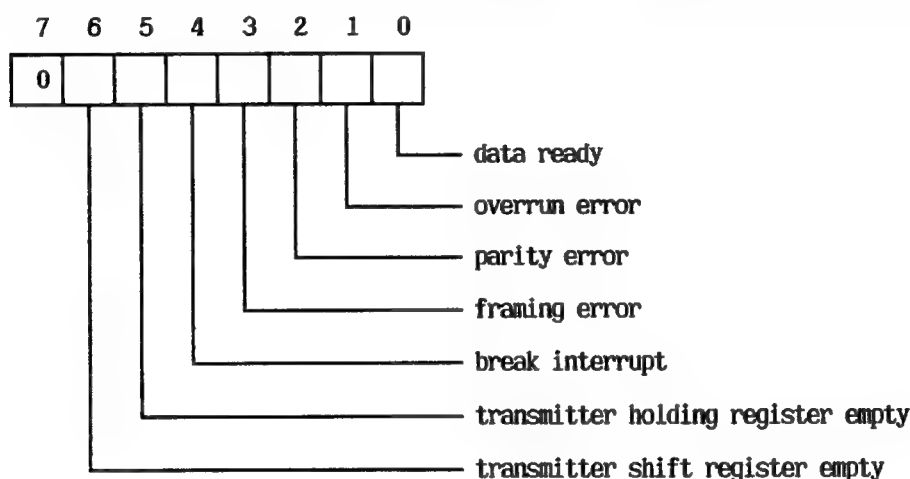 7 6 5 4 3 2 1 0
0
data ready
overrun error
parity error
framing error
break interrupt
transmitter holding register empty
transmitter shift register empty